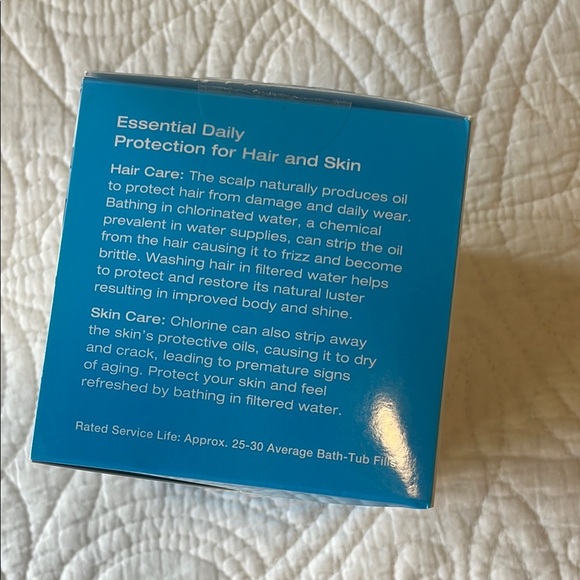 Essential Daily
Protection for Hair and Skin
Hair Care: The scalp naturally produces oil
to protect hair from damage and daily wear.
Bathing in chlorinated water, a chemical
prevalent in water supplies, can strip the oil
from the hair causing it to frizz and become
brittle. Washing hair in filtered water helps
to protect and restore its natural luster
resulting in improved body and shine.
Skin Care: Chlorine can also strip away
the skin's protective oils, causing it to dry
and crack, leading to premature signs
of aging. Protect your skin and feel
refreshed by bathing in filtered water.
Rated Service Life: Approx. 25-30 Average Bath-Tub